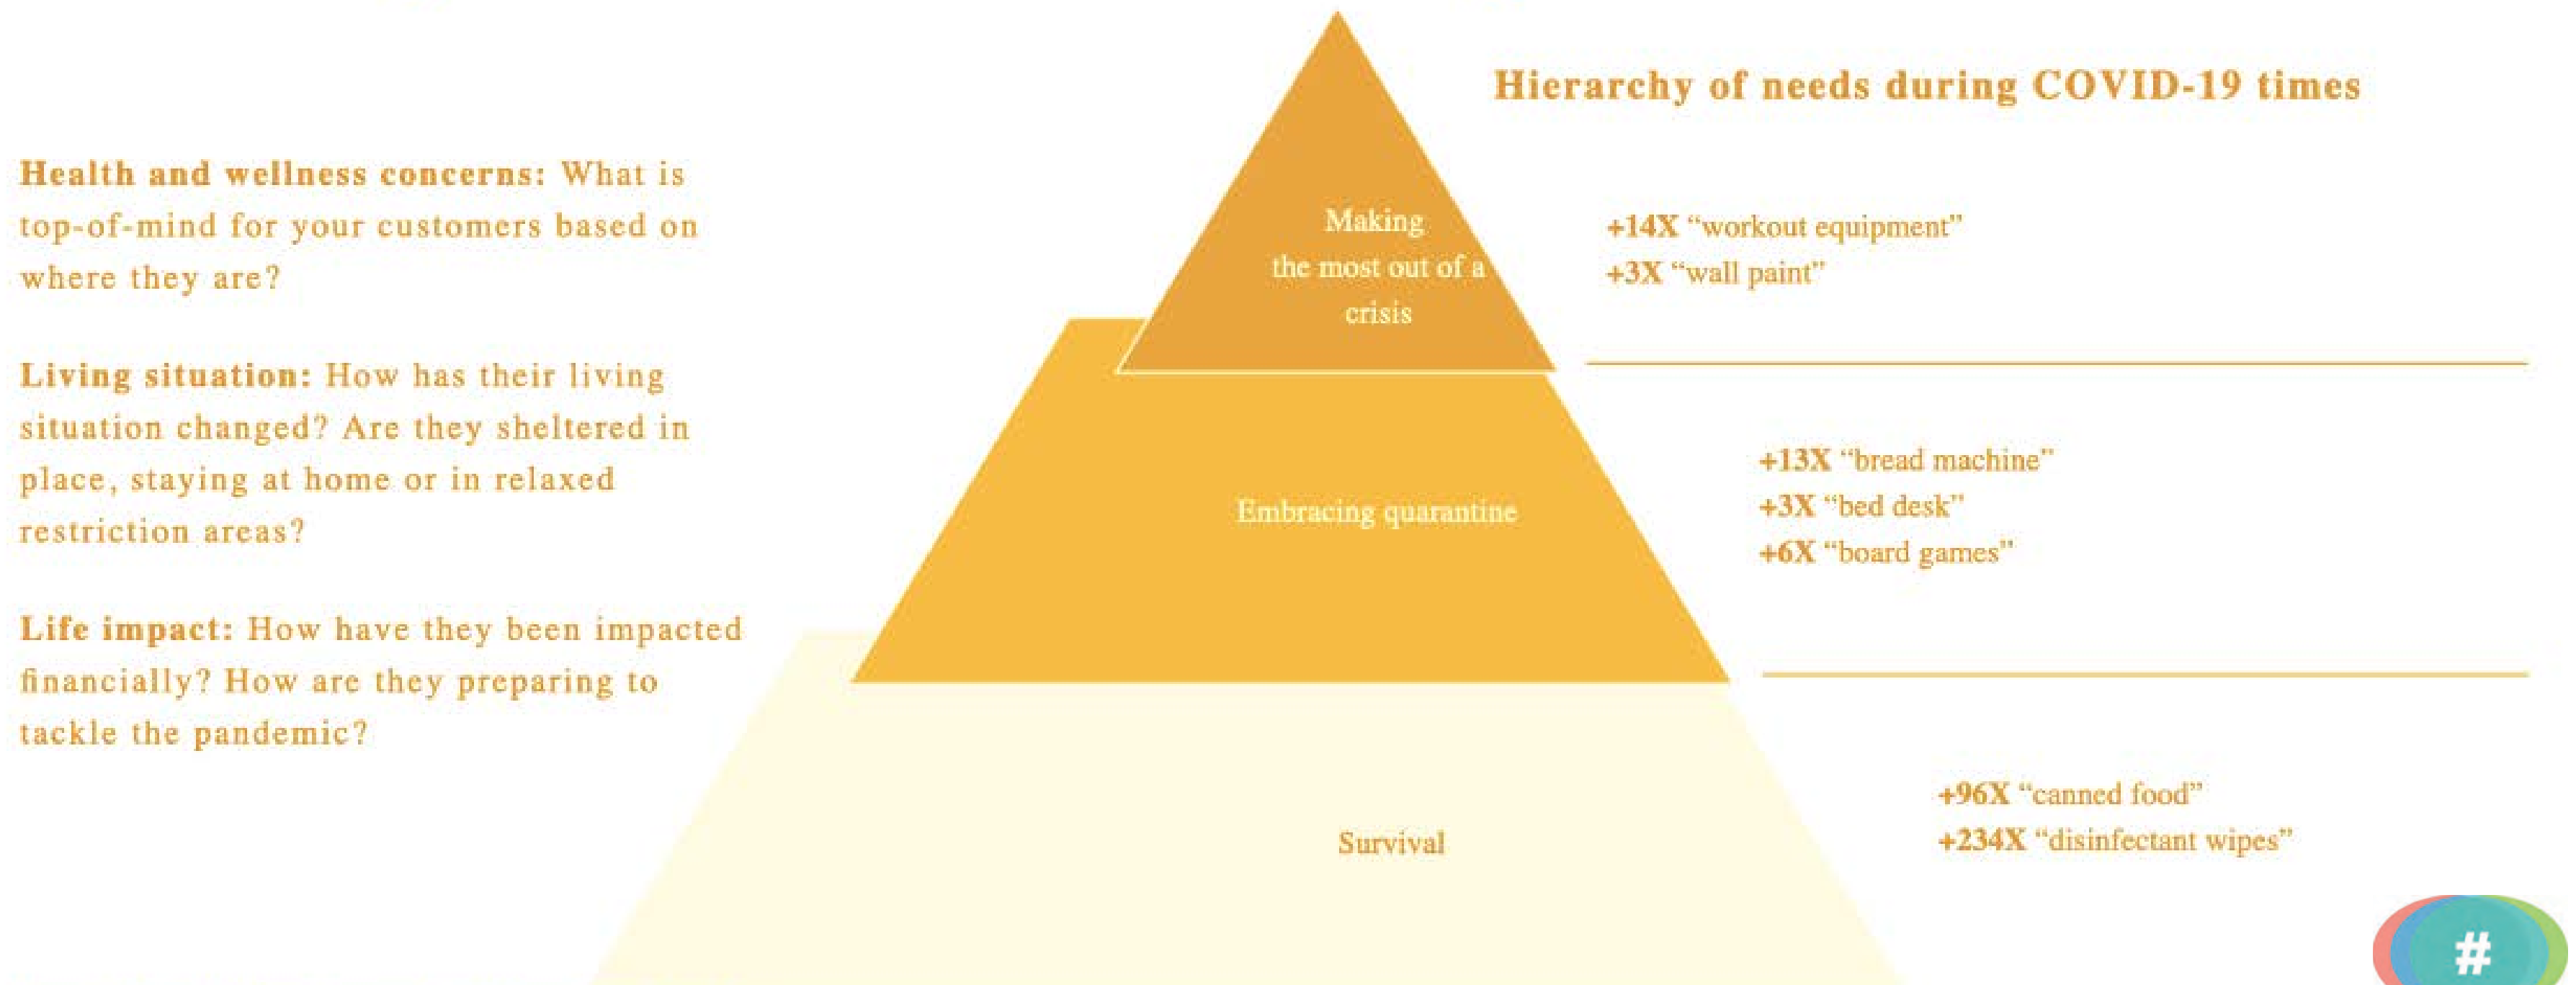 Hierarchy of needs during COVID-19 times
Health and wellness concerns: What is
top-of-mind for your customers based on
where they are?
Living situation: How has their living
situation changed? Are they sheltered in
place, staying at home or in relaxed
restriction areas?
Life impact: How have they been impacted
financially? How are they preparing to
tackle the pandemic?
Making
the most out of a
crisis
+14X “workout equipment”
+3X “wall paint”
Embracing quarantine
+13X “bread machine”
+3X “bed desk”
+6X “board games”
Survival
+96X “canned food”
+234X “disinfectant wipes”
#